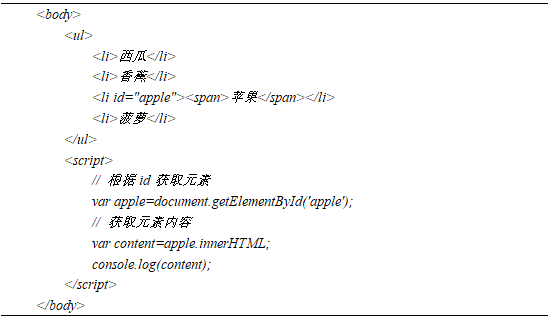 <body>
<ul>
<li>西瓜</li>
<li>香蕉</li>
<li id="apple"><span>苹果</span></li>
<li>菠萝</li>
</ul>
<script>
// 根据 id 获取元素
var apple=document.getElementById('apple');
// 获取元素内容
var content=apple.innerHTML;
console.log(content);
</script>
</body>